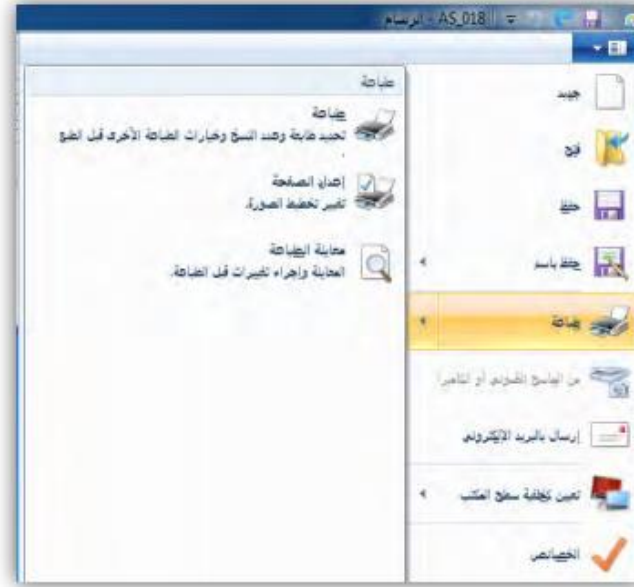 AS_018 - الرسام
جديد
فتح
حفظ
حفظ باسم
طباعة
من الماسح الضوئي أو الكاميرا
إرسال بالبريد الإلكتروني
تعيين كخلفية سطح المكتب
الخصائص
طباعة
طباعة
تحديد طابعة وعدد النسخ وخيارات الطباعة الأخرى قبل الطبع
.
إعداد الصفحة
تغيير تخطيط الصورة.
معاينة الطباعة
المعاينة وإجراء تغييرات قبل الطباعة.